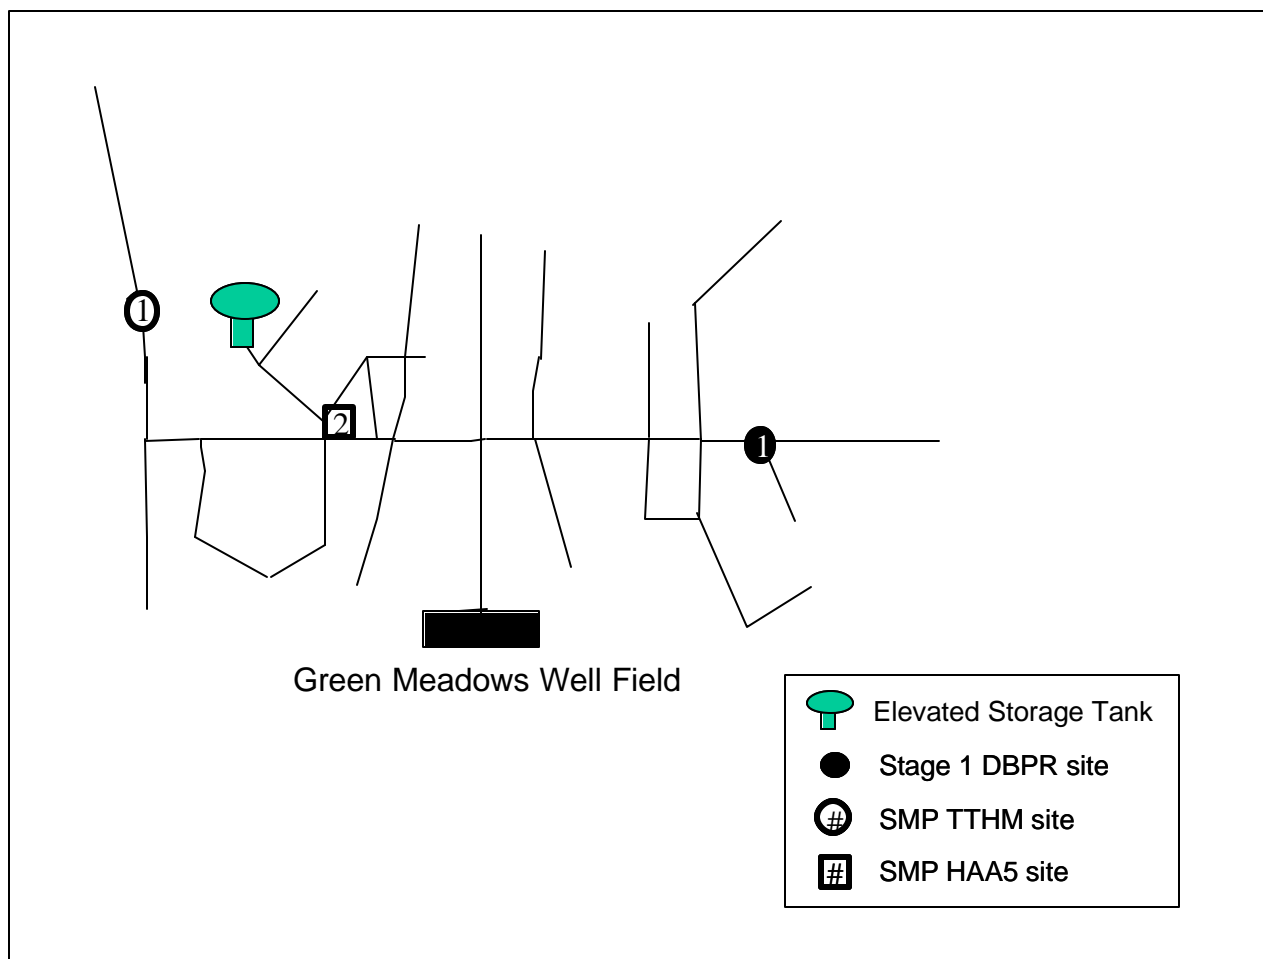 1
2
1
Green Meadows Well Field
Elevated Storage Tank
Stage 1 DBPR site
# SMP TTHM site
# SMP HAA5 site